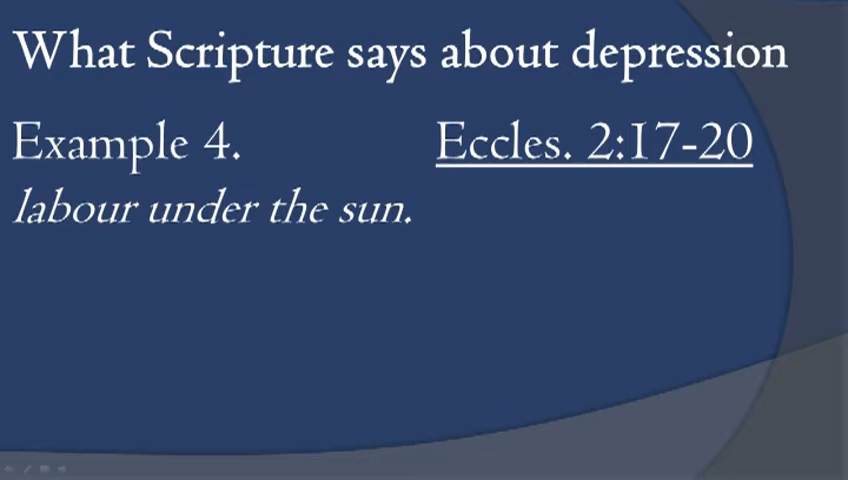 What Scripture says about depression
Example 4. Eccles. 2:17-20
labour under the sun.